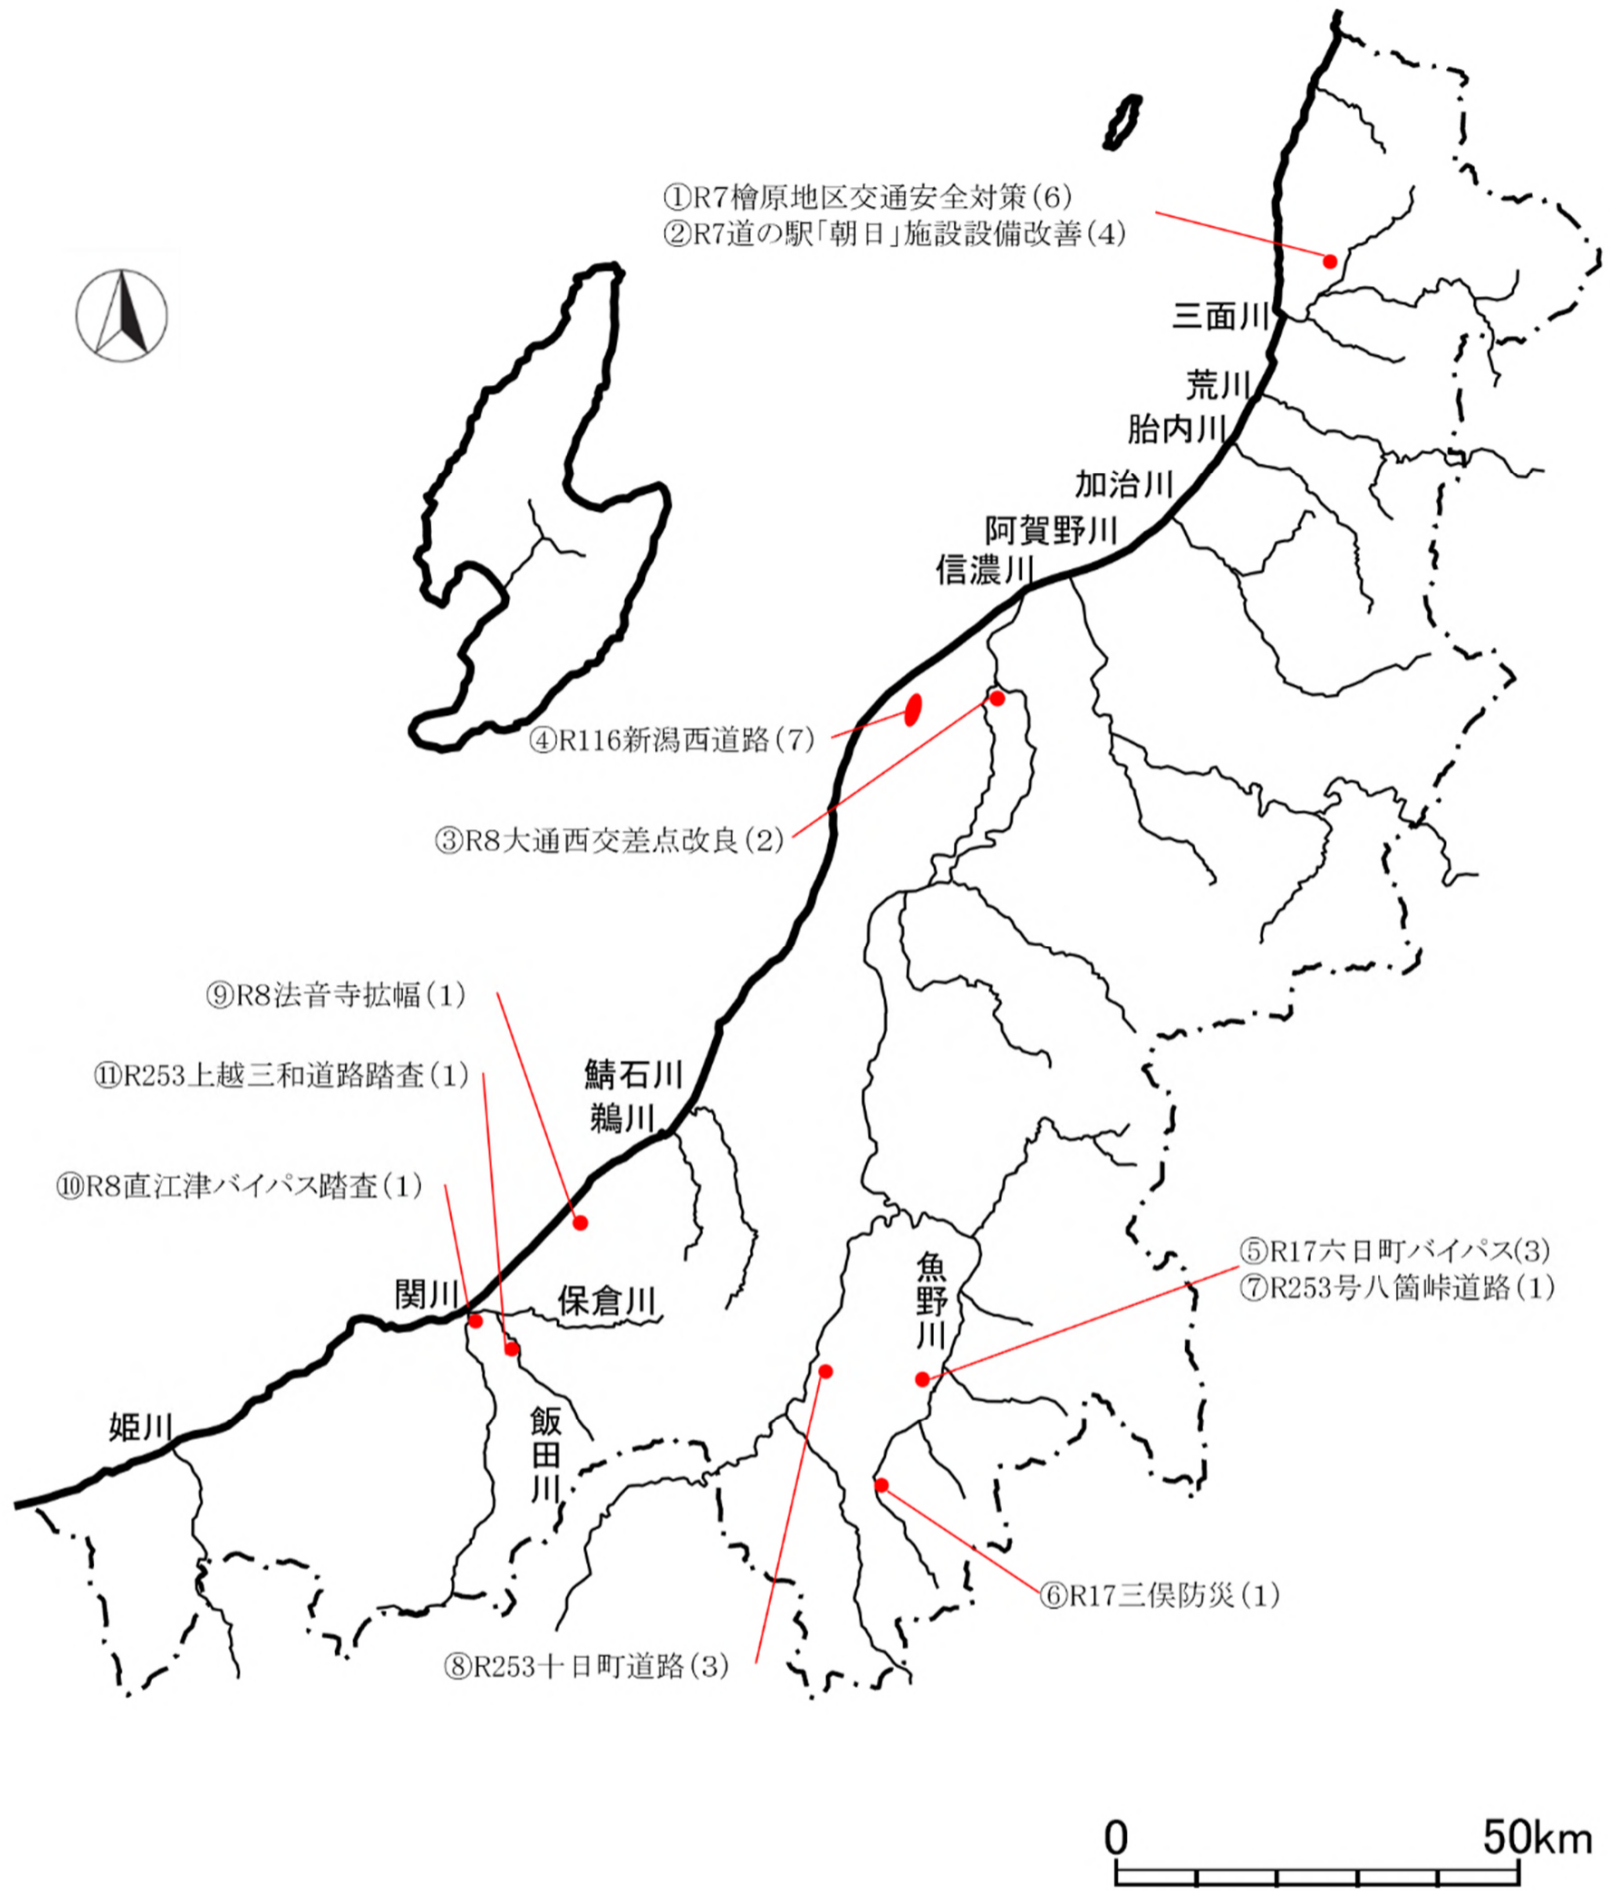 ①R7檜原地区交通安全対策(6)
②R7道の駅「朝日」施設設備改善(4)
三面川
荒川
胎内川
加治川
阿賀野川
信濃川
④R116新潟西道路(7)
③R8大通西交差点改良(2)
⑨R8法音寺拡幅(1)
⑪R253上越三和道路踏査(1)
鯖石川
鵜川
⑩R8直江津バイパス踏査(1)
関川
保倉川
魚野川
⑤R17六日町バイパス(3)
⑦R253号八箇峠道路(1)
姫川
飯田川
⑥R17三俣防災(1)
⑧R253十日町道路(3)
0 50km